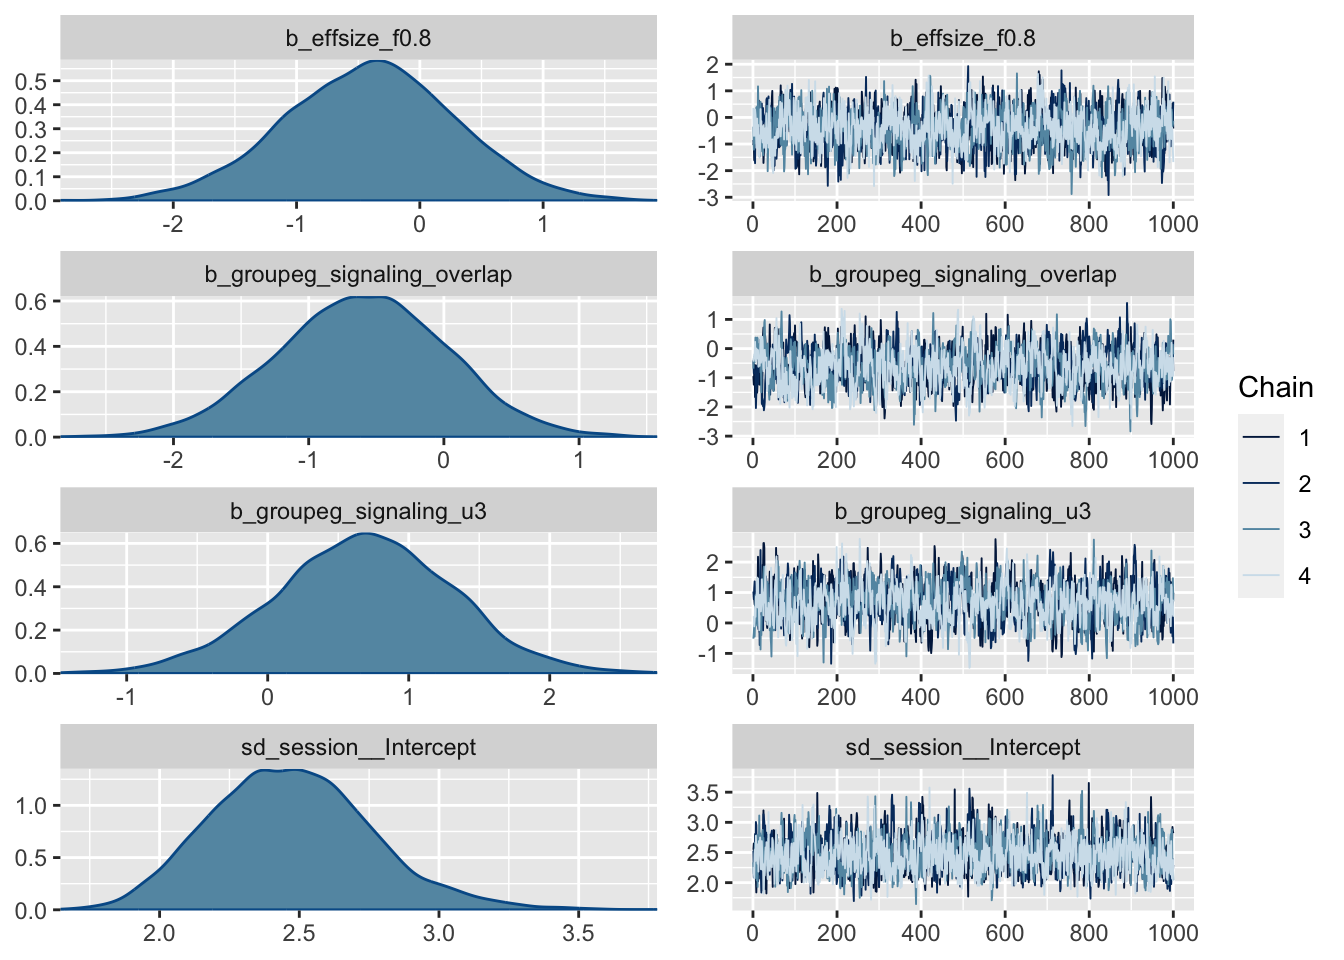 b_effsize_f0.8
0.5
0.4
0.3
0.2
0.1
0.0
-2 -1 0 1
b_effsize_f0.8
2
1
0
-1
-2
-3
0 200 400 600 800 1000
b_groupeg_signaling_overlap
0.6
0.4
0.2
0.0
-2 -1 0 1
b_groupeg_signaling_overlap
1
0
-1
-2
-3
0 200 400 600 800 1000
b_groupeg_signaling_u3
0.6
0.4
0.2
0.0
-1 0 1 2
b_groupeg_signaling_u3
2
1
0
-1
0 200 400 600 800 1000
sd_session__Intercept
1.0
0.5
0.0
2.0 2.5 3.0 3.5
sd_session__Intercept
3.5
3.0
2.5
2.0
0 200 400 600 800 1000
Chain
1
2
3
4